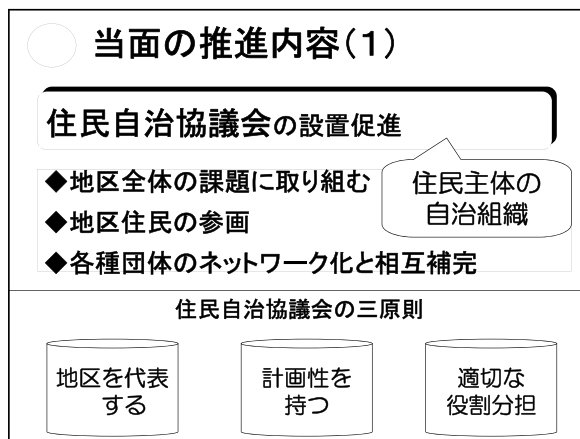 当面の推進内容(1)
住民自治協議会の設置促進
住民主体の
自治組織
◆地区全体の課題に取り組む
◆地区住民の参画
◆各種団体のネットワーク化と相互補完
住民自治協議会の三原則
地区を代表
する
計画性を
持つ
適切な
役割分担